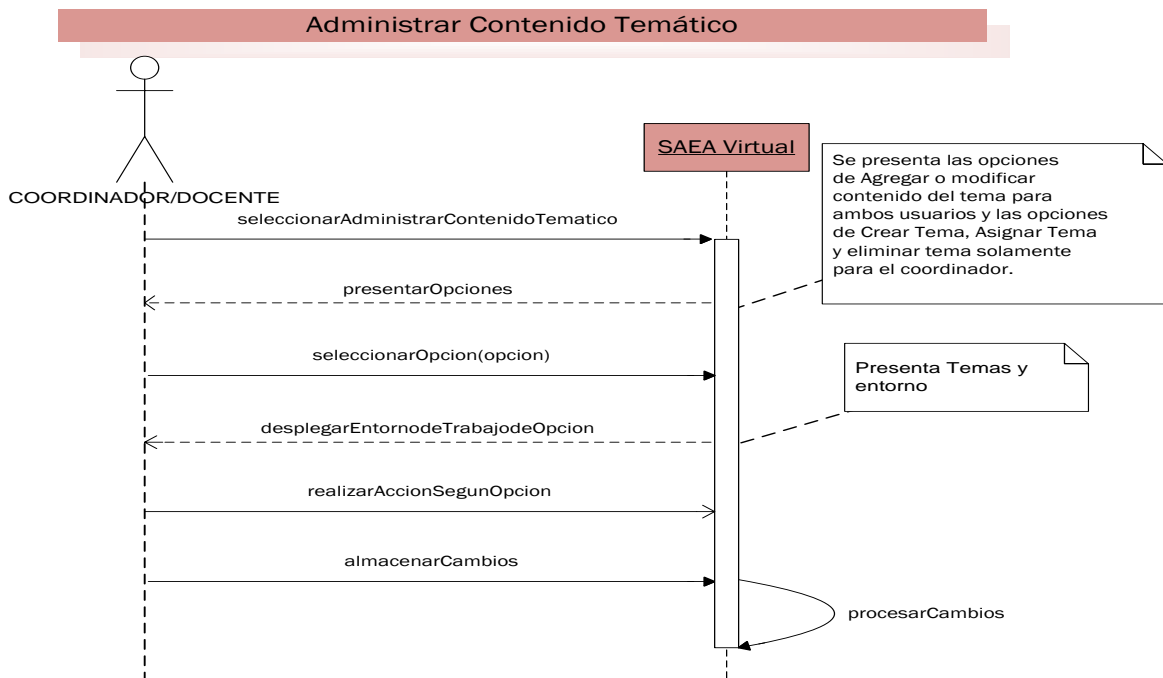 Administrar Contenido Temático
COORDINADOR/DOCENTE
SAEA Virtual
Se presenta las opciones
de Agregar o modificar
contenido del tema para
ambos usuarios y las opciones
de Crear Tema, Asignar Tema
y eliminar tema solamente
para el coordinador.
seleccionarAdministrarContenidoTematico
presentarOpciones
seleccionarOpcion(opcion)
Presenta Temas y
entorno
desplegarEntornodeTrabajodeOpcion
realizarAccionSegunOpcion
almacenarCambios
procesarCambios